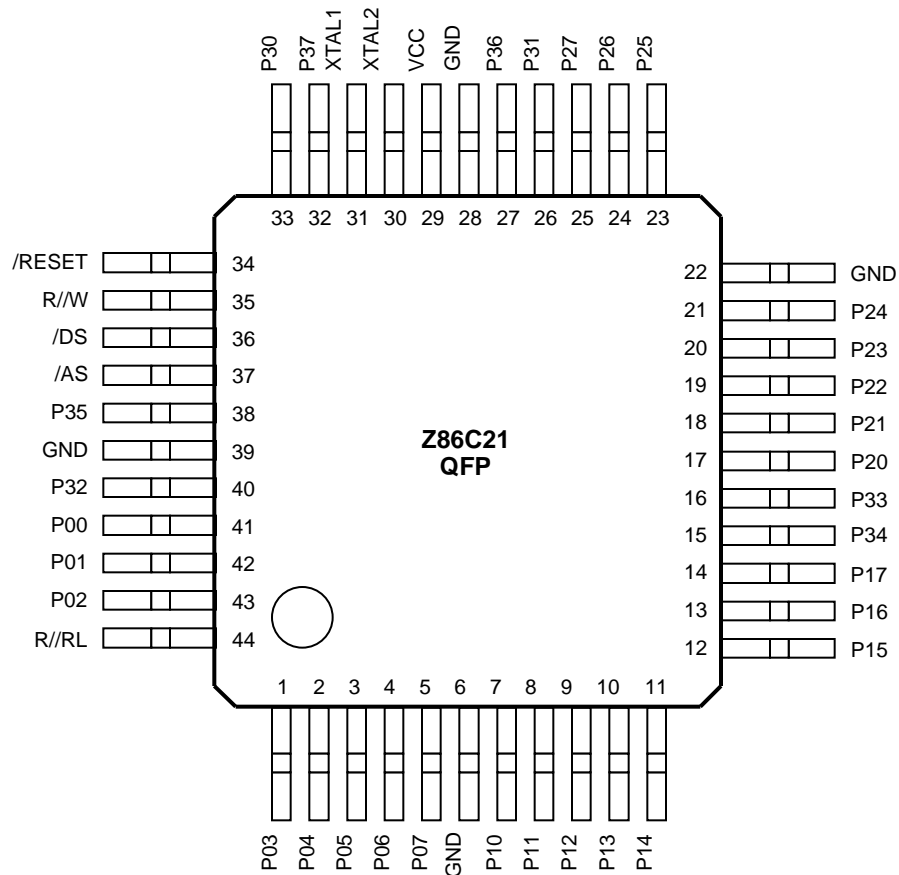 P30
P37
XTAL1
XTAL2
VCC
GND
P36
P31
P27
P26
P25
33 32 31 30 29 28 27 26 25 24 23
/RESET 34
R//W 35
/DS 36
/AS 37
P35 38
GND 39
P32 40
P00 41
P01 42
P02 43
R//RL 44
Z86C21
QFP
22 GND
21 P24
20 P23
19 P22
18 P21
17 P20
16 P33
15 P34
14 P17
13 P16
12 P15
1 2 3 4 5 6 7 8 9 10 11
P03
P04
P05
P06
P07
GND
P10
P11
P12
P13
P14